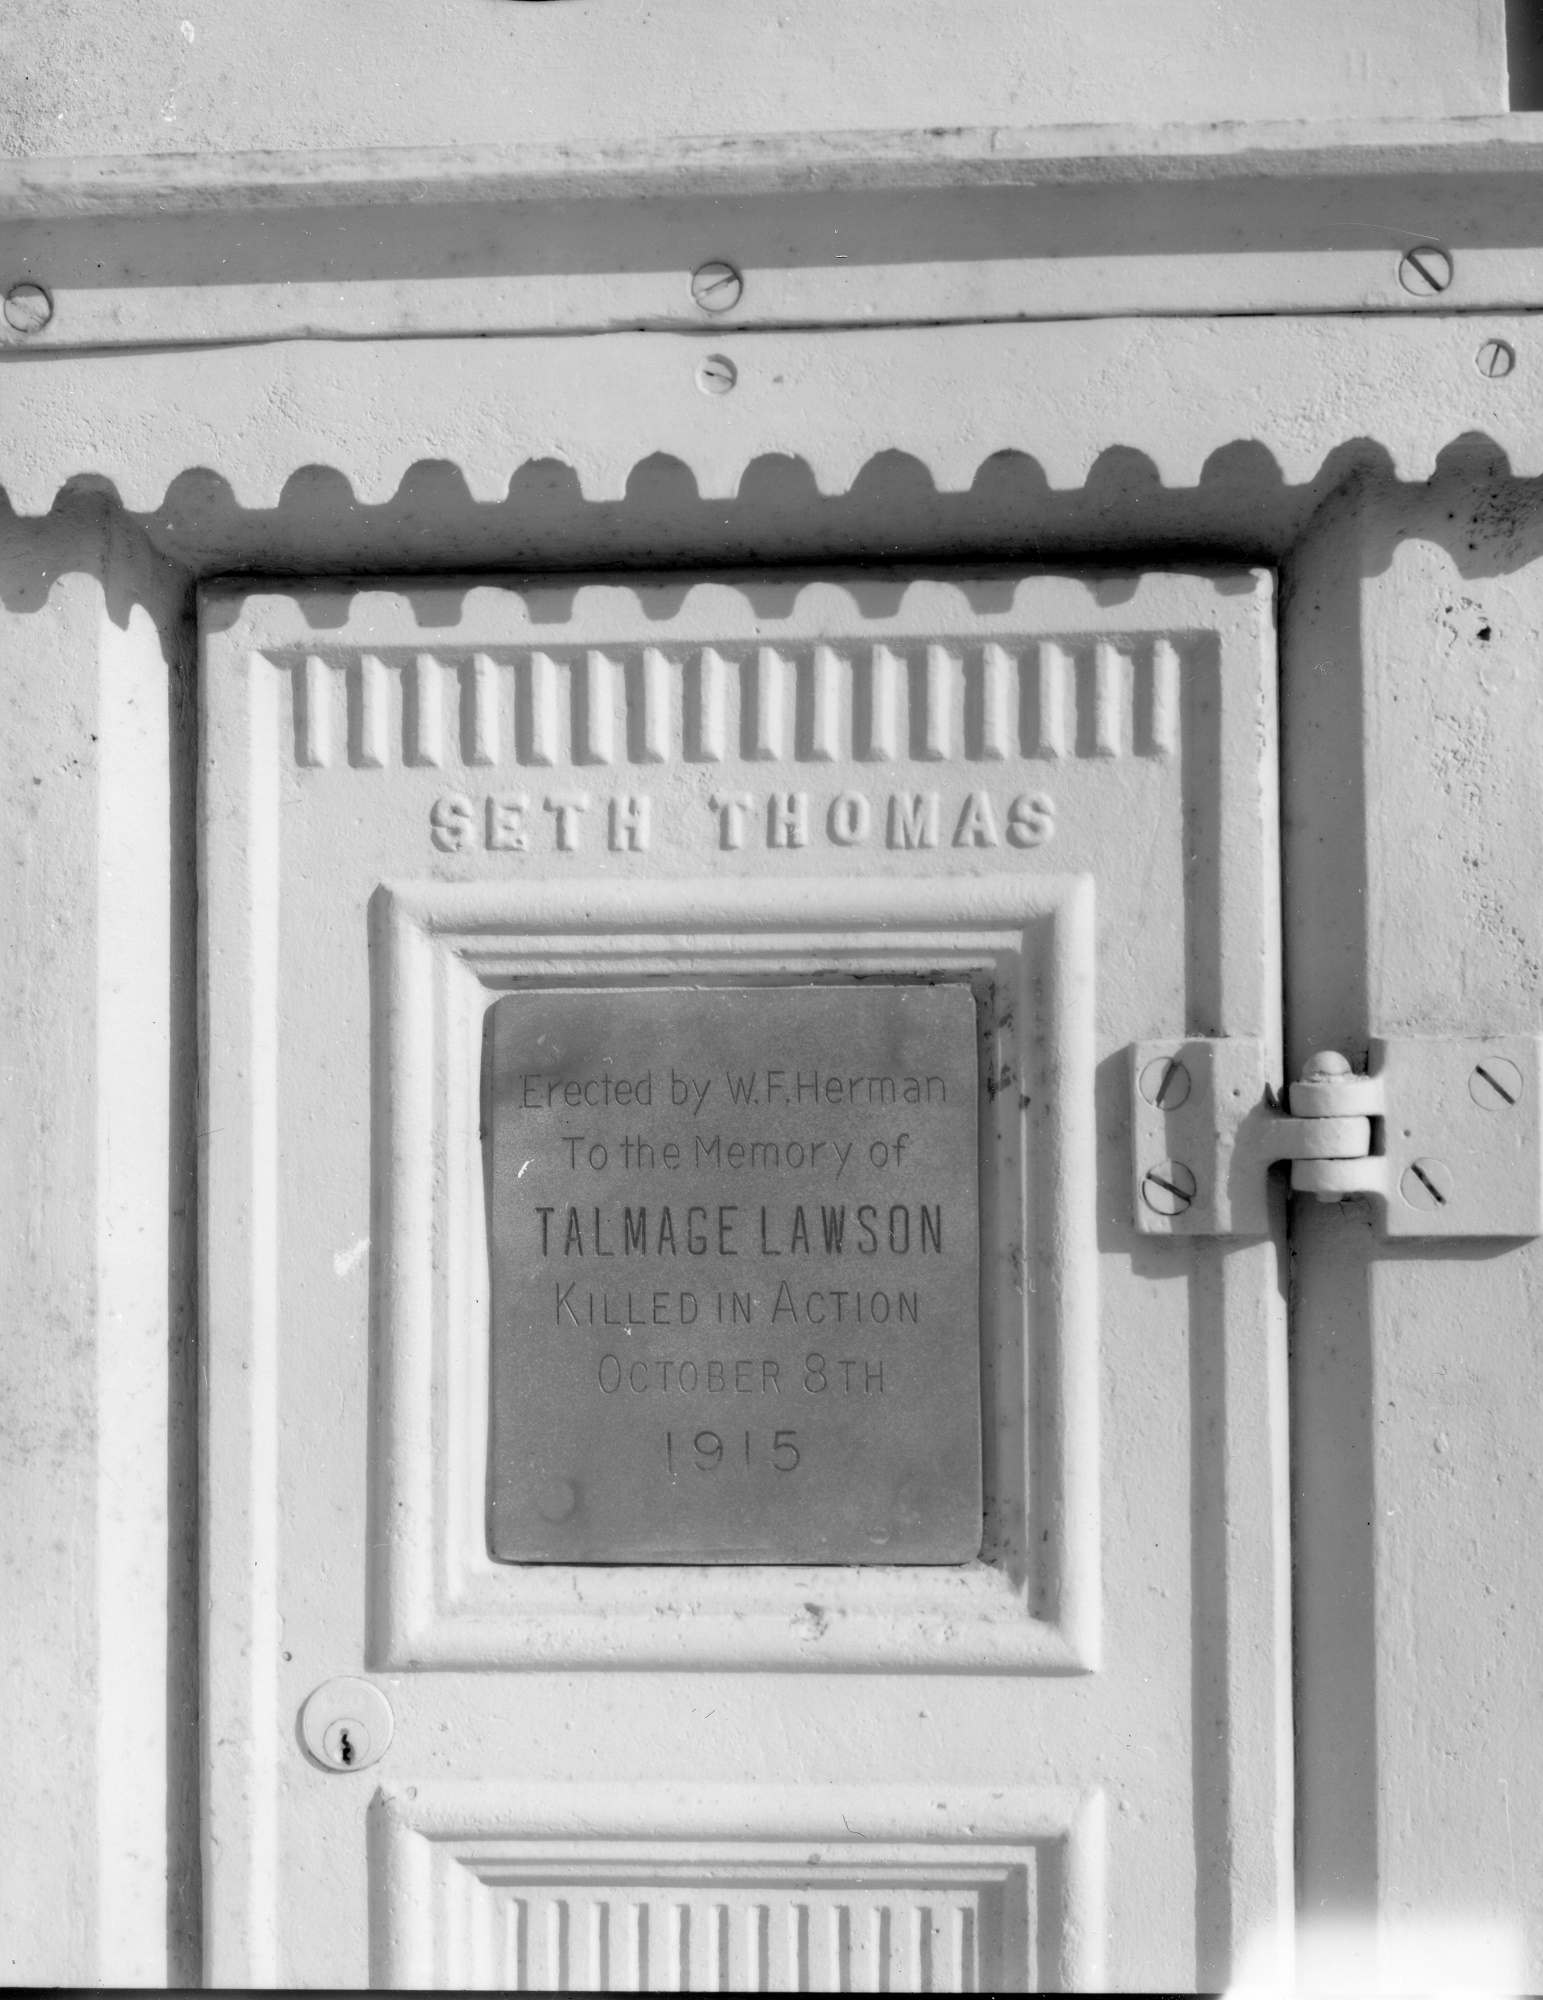 SETH THOMAS
Erected by W.F.Herman
To the Memory of
TALMAGE LAWSON
KILLED IN ACTION
OCTOBER 8TH
1915